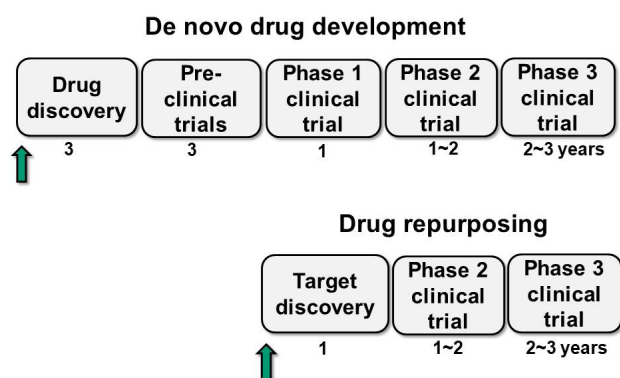 De novo drug development
Drug
discovery
Pre-
clinical
trials
Phase 1
clinical
trial
Phase 2
clinical
trial
Phase 3
clinical
trial
3
3
1
1~2
2~3 years
Drug repurposing
Target
discovery
Phase 2
clinical
trial
Phase 3
clinical
trial
1
1~2
2~3 years